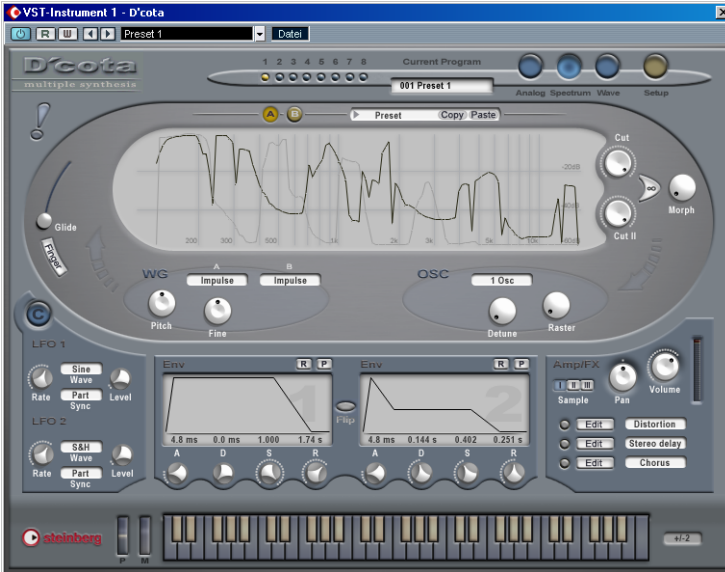 VST-Instrument 1 - D'cota
R W Preset 1 Datei
D'cota
multiple synthesis
1 2 3 4 5 6 7 8
Current Program
001 Preset 1
Analog Spectrum Wave Setup
A B Preset Copy Paste
Cut
-20dB
Morph
Glide
Finger
200 300 500 1k 2k 3k 5k 10k
Cut II
WG
A B
Impulse Impulse
OSC
1 Osc
Pitch
Fine
Detune
Raster
C
LFO 1
Sine
Wave
Part
Sync
Rate
Level
LFO 2
S&H
Wave
Part
Sync
Rate
Level
Env R P
1
4.8 ms 0.0 ms 1.000 1.74 s
A D S R
Flip
Env R P
2
4.8 ms 0.144 s 0.402 0.251 s
A D S R
Amp/FX
I II III
Sample
Pan
Volume
Edit Distortion
Edit Stereo delay
Edit Chorus
steinberg
P M
+/-2